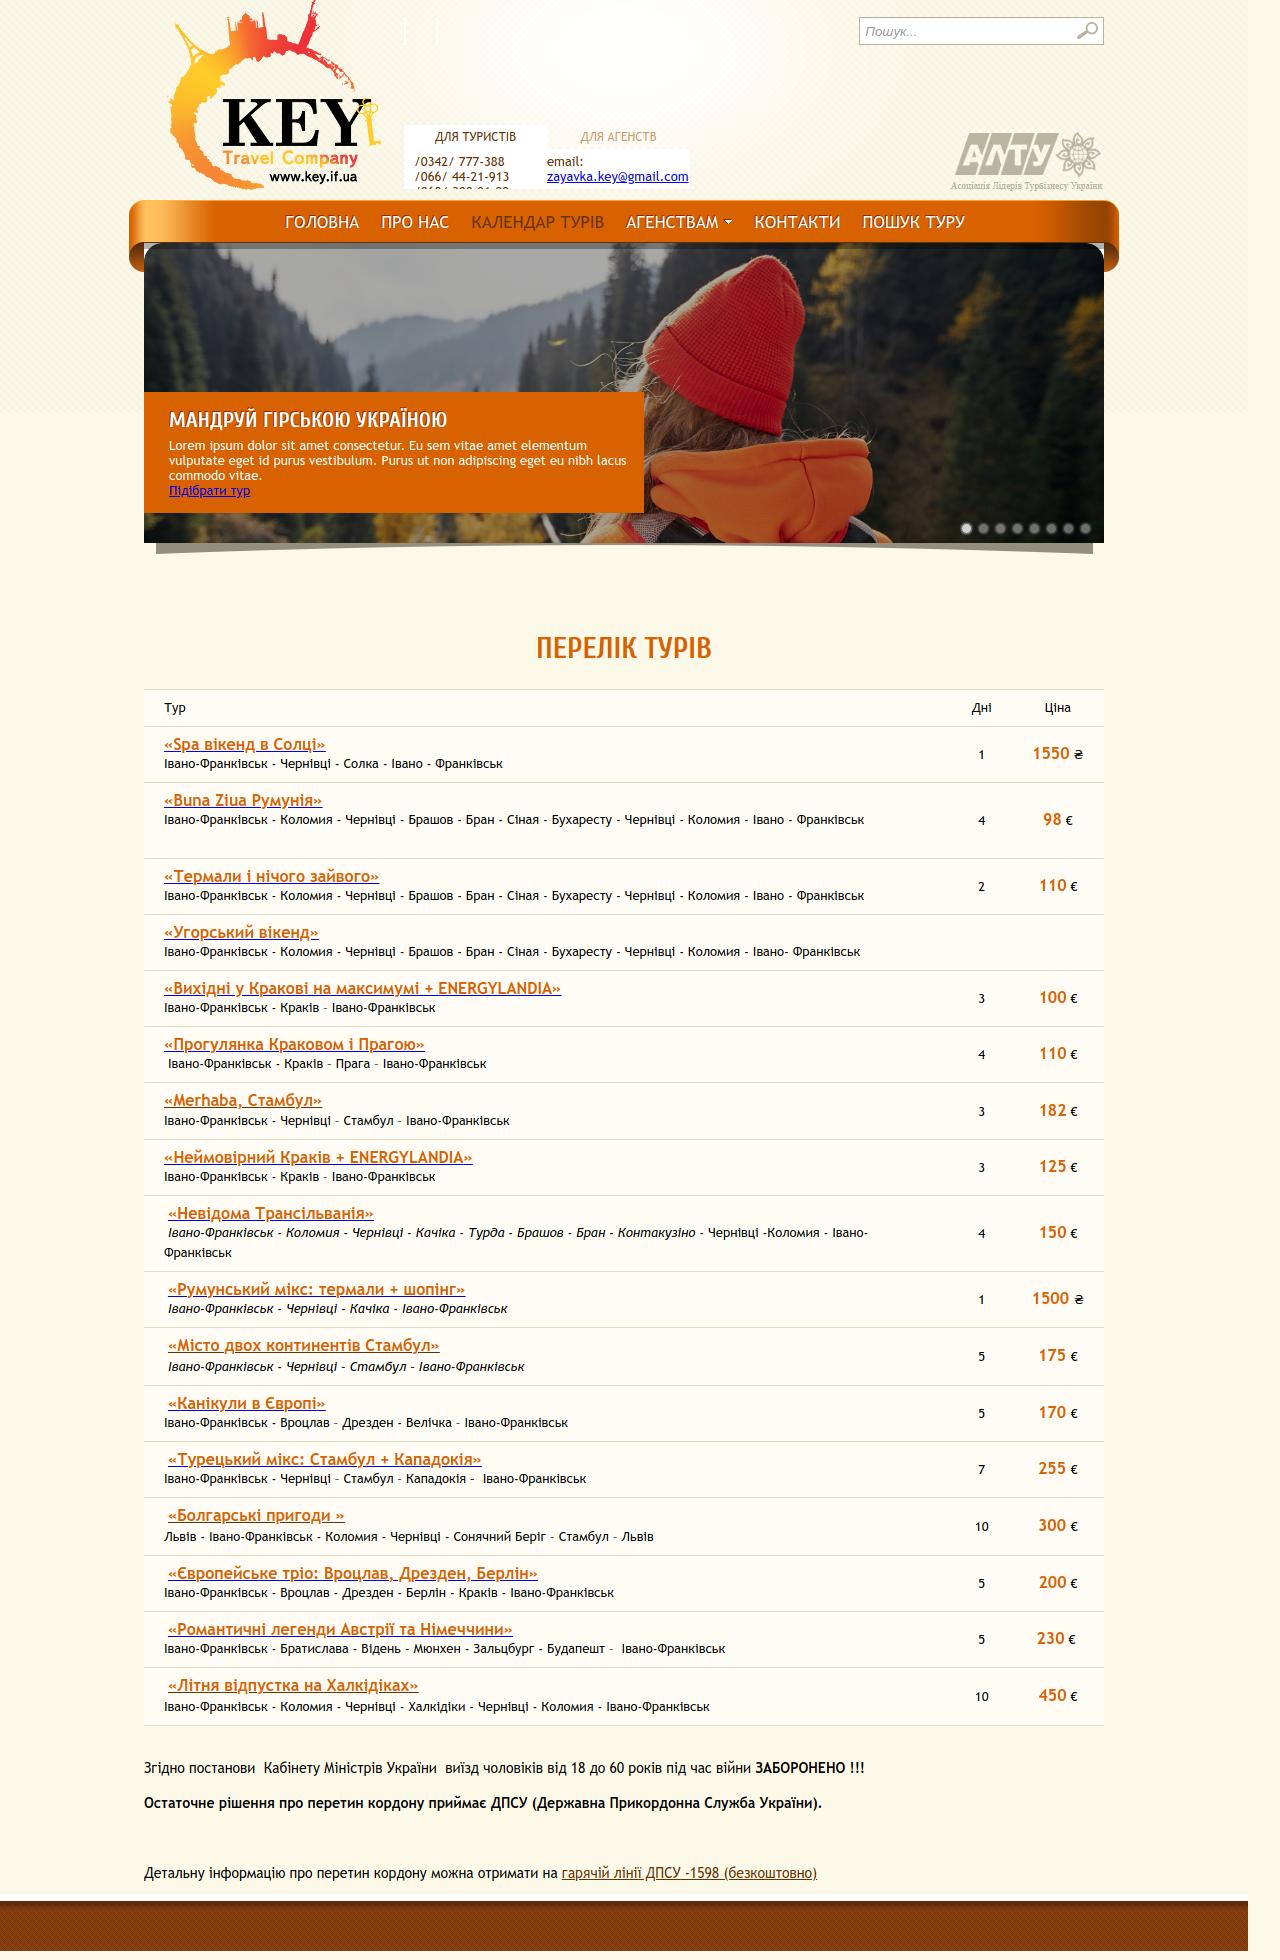 Пошук...
KEY
Travel Company
www.key.if.ua
ДЛЯ ТУРИСТІВ
ДЛЯ АГЕНСТВ
/0342/ 777-388
/066/ 44-21-913
email:
zayavka.key@gmail.com
АЛТУ
Асоціація Лідерів Турбізнесу України
ГОЛОВНА ПРО НАС КАЛЕНДАР ТУРІВ АГЕНСТВАМ КОНТАКТИ ПОШУК ТУРУ
МАНДРУЙ ГІРСЬКОЮ УКРАЇНОЮ
Lorem ipsum dolor sit amet consectetur. Eu sem vitae amet elementum
vulputate eget id purus vestibulum. Purus ut non adipiscing eget eu nibh lacus
commodo vitae.
Підібрати тур
ПЕРЕЛІК ТУРІВ
Тур Дні Ціна
«Spa вікенд в Солці»
Івано-Франківськ - Чернівці - Солка - Івано - Франківськ
1 1550 ₴
«Buna Ziua Румунія»
Івано-Франківськ - Коломия - Чернівці - Брашов - Бран - Сіная - Бухаресту - Чернівці - Коломия - Івано - Франківськ
4 98 €
«Термали і нічого зайвого»
Івано-Франківськ - Коломия - Чернівці - Брашов - Бран - Сіная - Бухаресту - Чернівці - Коломия - Івано - Франківськ
2 110 €
«Угорський вікенд»
Івано-Франківськ - Коломия - Чернівці - Брашов - Бран - Сіная - Бухаресту - Чернівці - Коломия - Івано- Франківськ
«Вихідні у Кракові на максимумі + ENERGYLANDIA»
Івано-Франківськ - Краків – Івано-Франківськ
3 100 €
«Прогулянка Краковом і Прагою»
Івано-Франківськ - Краків – Прага – Івано-Франківськ
4 110 €
«Merhaba, Стамбул»
Івано-Франківськ - Чернівці – Стамбул – Івано-Франківськ
3 182 €
«Неймовірний Краків + ENERGYLANDIA»
Івано-Франківськ - Краків – Івано-Франківськ
3 125 €
«Невідома Трансільванія»
Івано-Франківськ - Коломия - Чернівці - Качіка - Турда - Брашов - Бран - Контакузіно - Чернівці -Коломия - Івано-
Франківськ
4 150 €
«Румунський мікс: термали + шопінг»
Івано-Франківськ - Чернівці - Качіка - Івано-Франківськ
1 1500 ₴
«Місто двох континентів Стамбул»
Івано-Франківськ - Чернівці – Стамбул – Івано-Франківськ
5 175 €
«Канікули в Європі»
Івано-Франківськ - Вроцлав – Дрезден - Велічка – Івано-Франківськ
5 170 €
«Турецький мікс: Стамбул + Кападокія»
Івано-Франківськ - Чернівці – Стамбул – Кападокія – Івано-Франківськ
7 255 €
«Болгарські пригоди »
Львів - Івано-Франківськ - Коломия - Чернівці - Сонячний Беріг – Стамбул – Львів
10 300 €
«Європейське тріо: Вроцлав, Дрезден, Берлін»
Івано-Франківськ - Вроцлав - Дрезден - Берлін - Краків - Івано-Франківськ
5 200 €
«Романтичні легенди Австрії та Німеччини»
Івано-Франківськ - Братислава - Відень - Мюнхен - Зальцбург - Будапешт – Івано-Франківськ
5 230 €
«Літня відпустка на Халкідіках»
Івано-Франківськ - Коломия - Чернівці - Халкідіки - Чернівці - Коломия - Івано-Франківськ
10 450 €
Згідно постанови Кабінету Міністрів України виїзд чоловіків від 18 до 60 років під час війни ЗАБОРОНЕНО !!!
Остаточне рішення про перетин кордону приймає ДПСУ (Державна Прикордонна Служба України).
Детальну інформацію про перетин кордону можна отримати на гарячій лінії ДПСУ -1598 (безкоштовно)